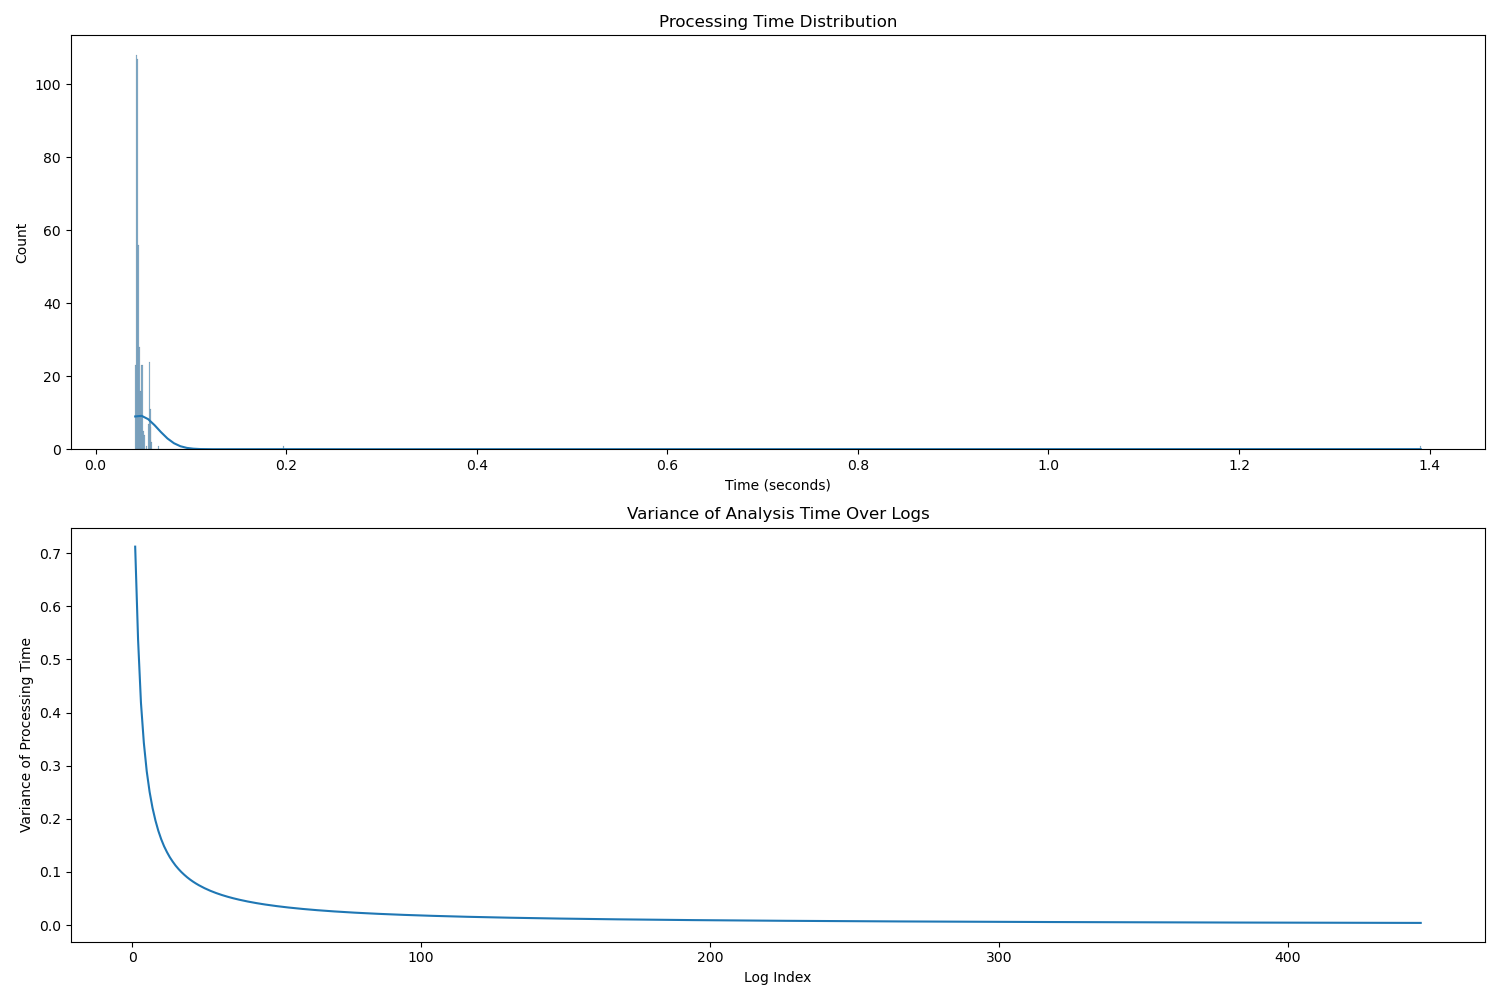 Processing Time Distribution
100
80
60
40
20
0
Count
0.0 0.2 0.4 0.6 0.8 1.0 1.2 1.4
Time (seconds)
Variance of Analysis Time Over Logs
0.7
0.6
0.5
0.4
0.3
0.2
0.1
0.0
Variance of Processing Time
0 100 200 300 400
Log Index